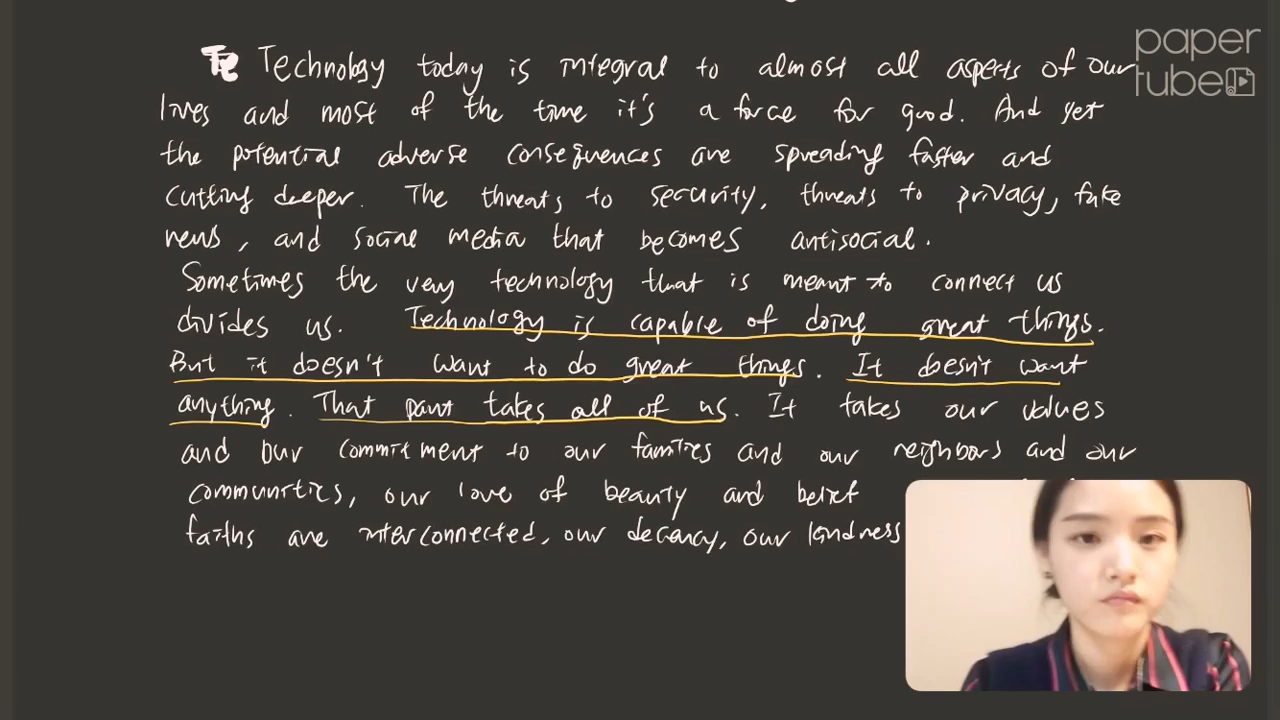 paper
tube
Te Technology today is integral to almost all aspects of our
lives and most of the time it's a force for good. And yet
the potential adverse consequences are spreading faster and
cutting deeper. The threats to security, threats to privacy, fake
news, and social media that becomes antisocial.
Sometimes the very technology that is meant to connect us
divides us. Technology is capable of doing great things.
But it doesn't want to do great things. It doesn't want
anything. That part takes all of us. It takes our values
and our commitment to our families and our neighbors and our
communities, our love of beauty and belief
faiths are interconnected, our decency, our kindness